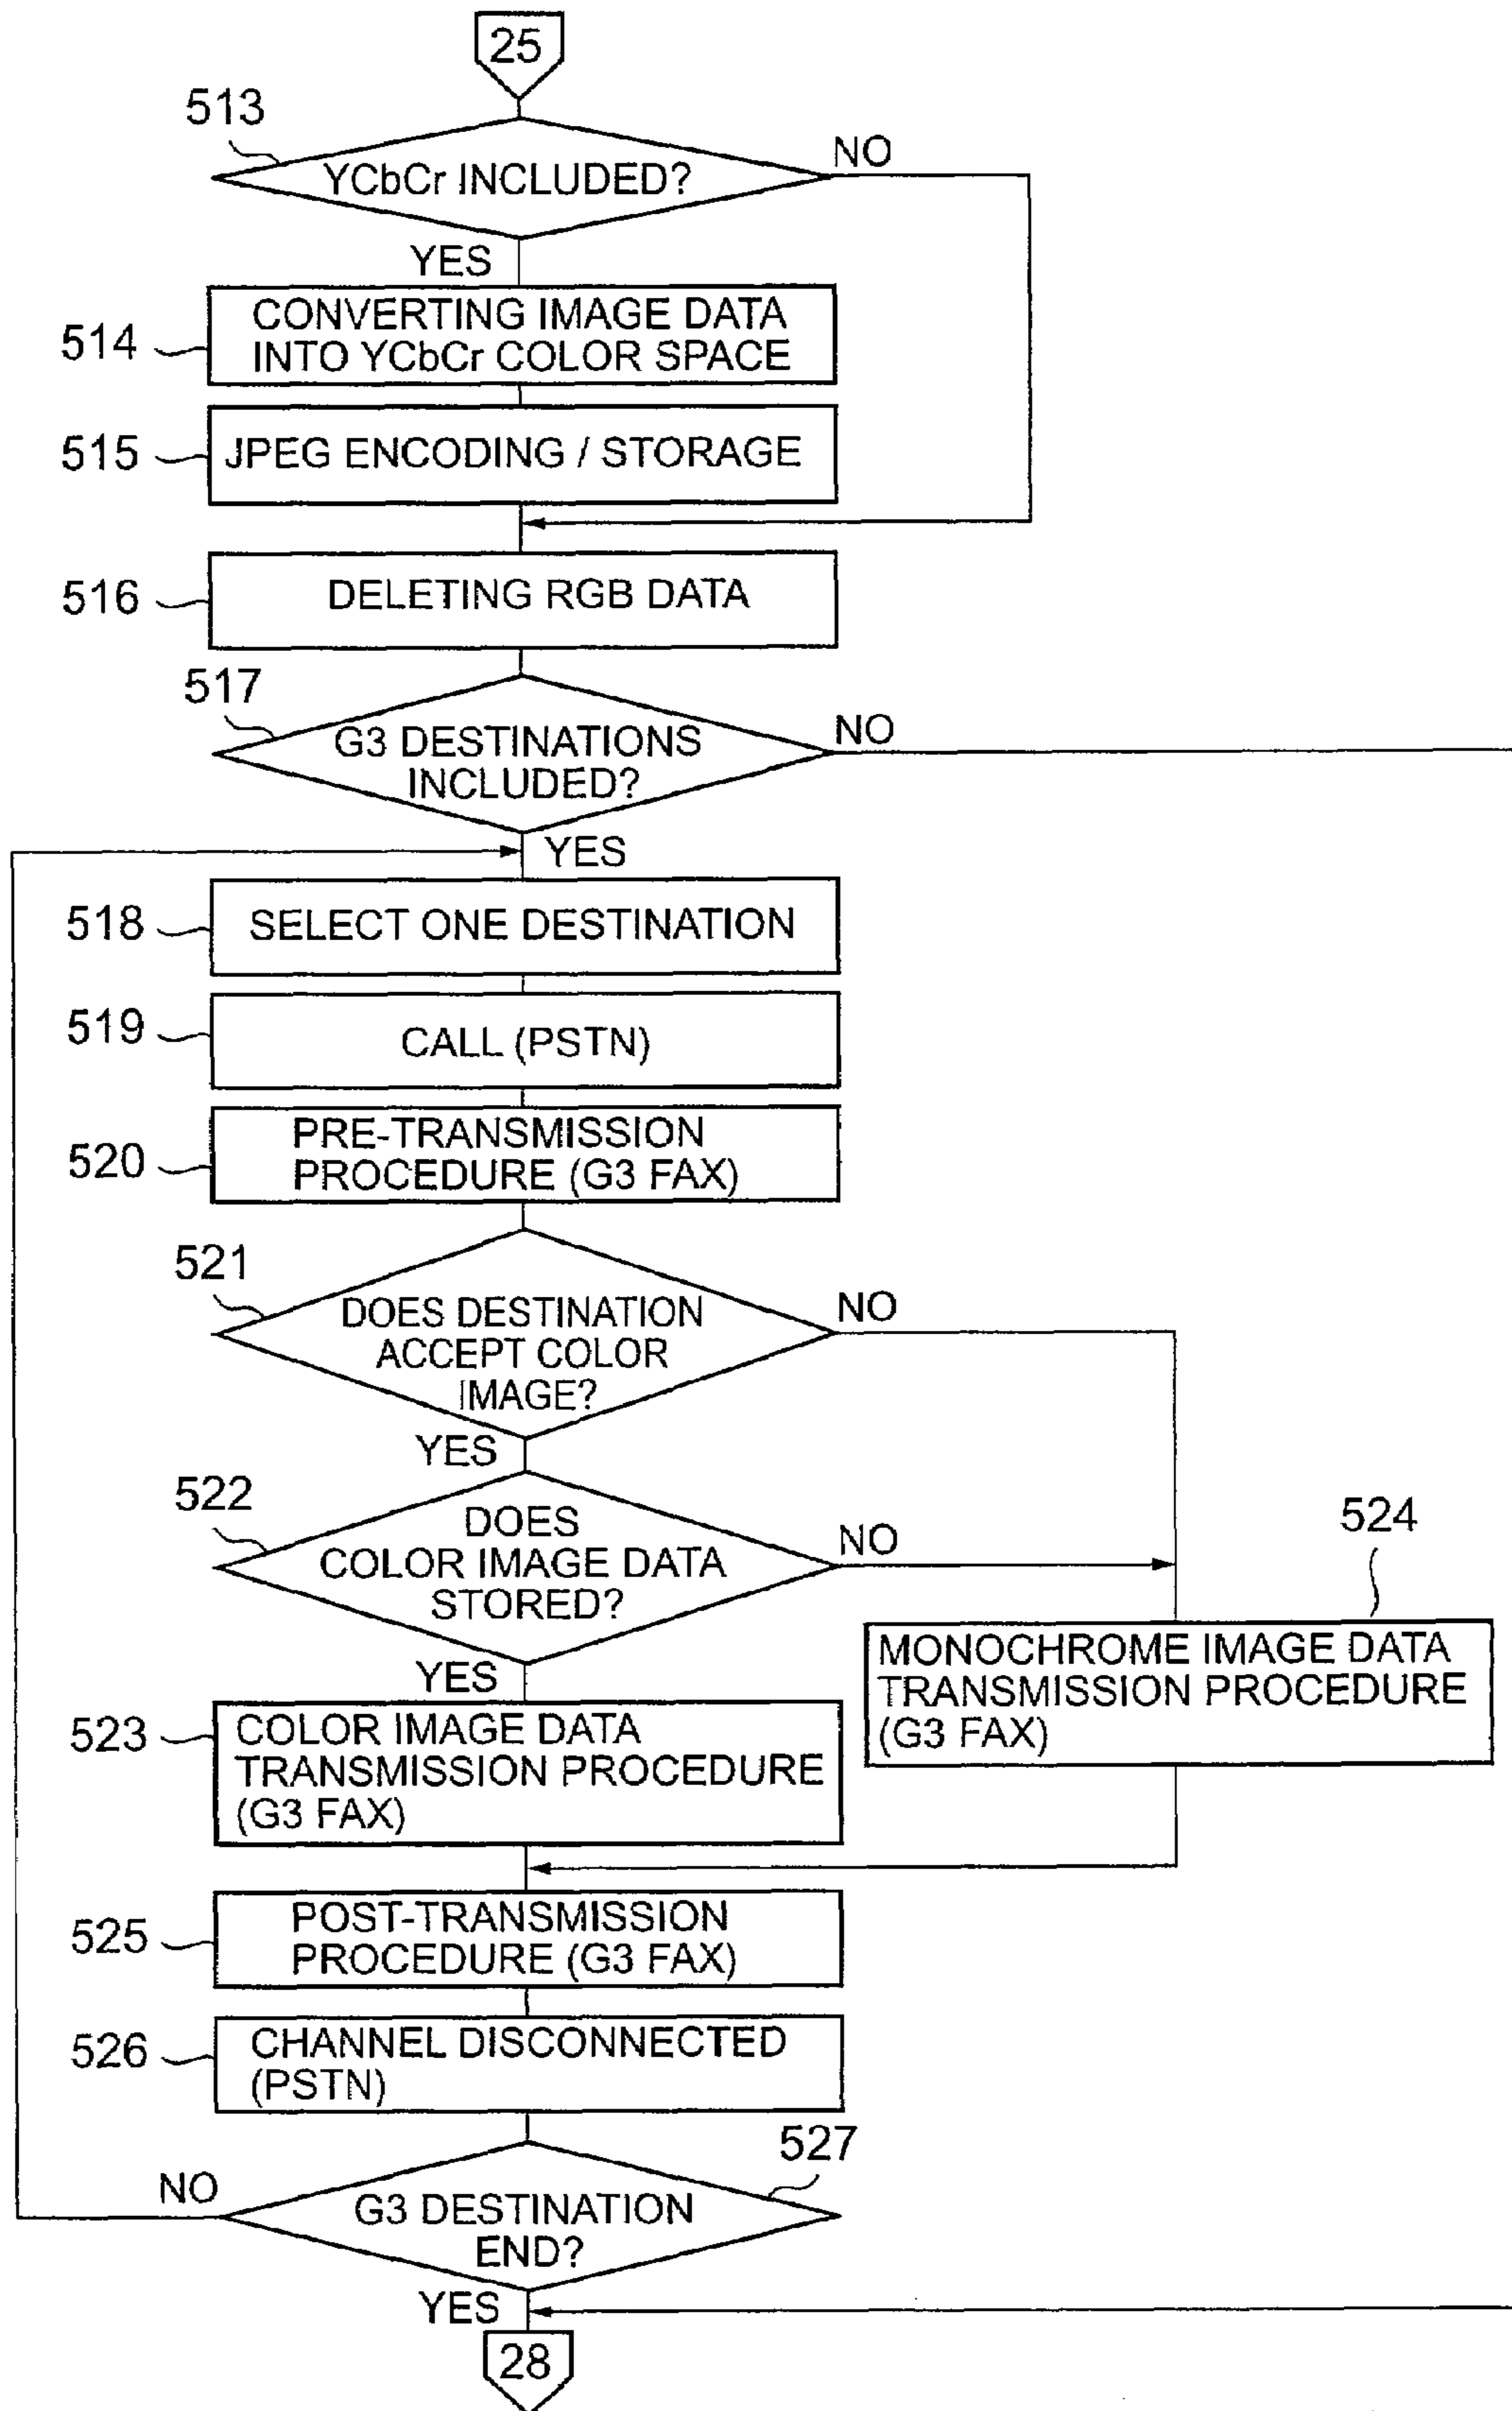 25
513
YCbCr INCLUDED?
NO
YES
514
CONVERTING IMAGE DATA
INTO YCbCr COLOR SPACE
515
JPEG ENCODING / STORAGE
516
DELETING RGB DATA
517
G3 DESTINATIONS
INCLUDED?
NO
YES
518
SELECT ONE DESTINATION
519
CALL (PSTN)
520
PRE-TRANSMISSION
PROCEDURE (G3 FAX)
521
DOES DESTINATION
ACCEPT COLOR
IMAGE?
NO
YES
522
DOES
COLOR IMAGE DATA
STORED?
NO
YES
524
MONOCHROME IMAGE DATA
TRANSMISSION PROCEDURE
(G3 FAX)
523
COLOR IMAGE DATA
TRANSMISSION PROCEDURE
(G3 FAX)
525
POST-TRANSMISSION
PROCEDURE (G3 FAX)
526
CHANNEL DISCONNECTED
(PSTN)
527
G3 DESTINATION
END?
NO
YES
28